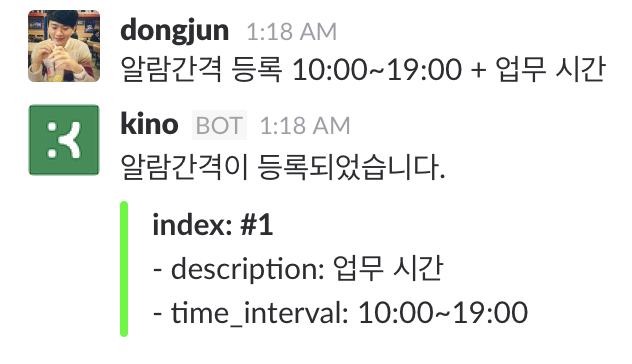 dongjun 1:18 AM
알람간격 등록 10:00~19:00 + 업무 시간
kino BOT 1:18 AM
알람간격이 등록되었습니다.
index: #1
- description: 업무 시간
- time_interval: 10:00~19:00